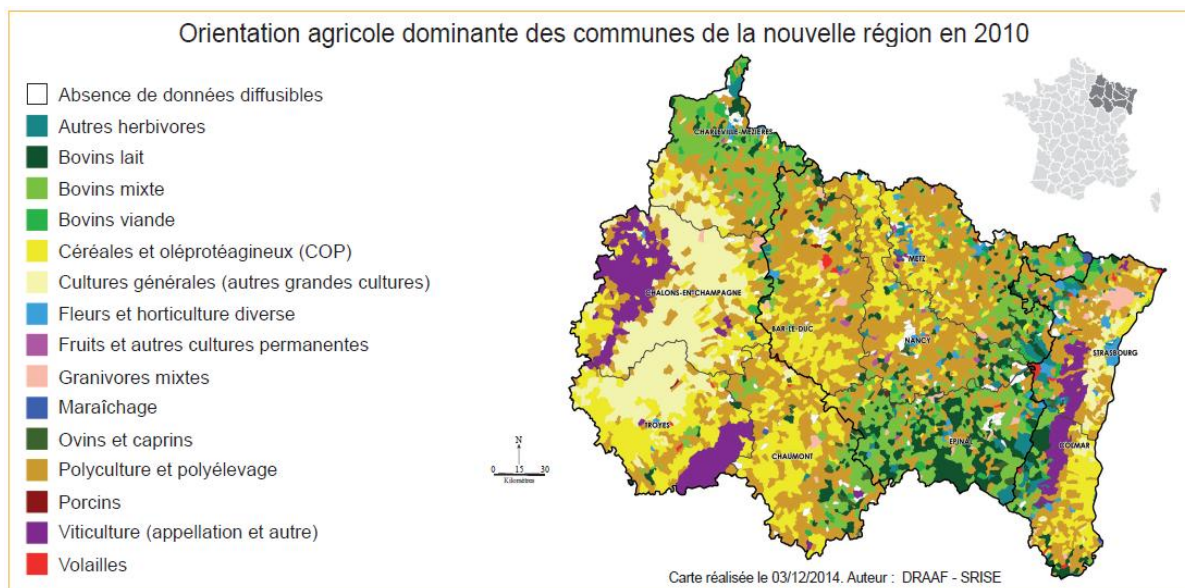 Orientation agricole dominante des communes de la nouvelle région en 2010
Absence de données diffusibles
Autres herbivores
Bovins lait
Bovins mixte
Bovins viande
Céréales et oléprotéagineux (COP)
Cultures générales (autres grandes cultures)
Fleurs et horticulture diverse
Fruits et autres cultures permanentes
Granivores mixtes
Maraîchage
Ovins et caprins
Polyculture et polyélevage
Porcins
Viticulture (appellation et autre)
Volailles
CHARLEVILLE-MÉZIÈRES
METZ
CHALONS-EN-CHAMPAGNE
BAR-LE-DUC
NANCY
STRASBOURG
TROYES
CHAUMONT
EPINAL
COLMAR
N
0 15 30
Kilomètres
Carte réalisée le 03/12/2014. Auteur : DRAAF - SRISE